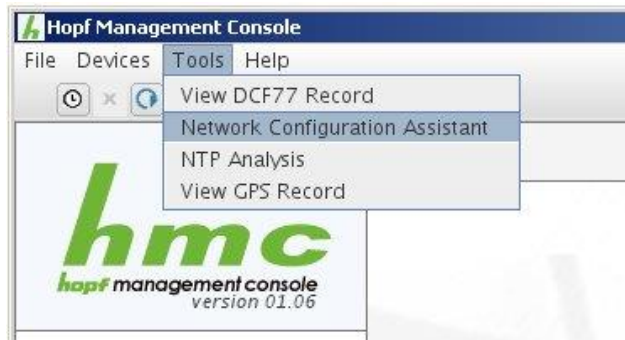 Hopf Management Console
File Devices Tools Help
View DCF77 Record
Network Configuration Assistant
NTP Analysis
View GPS Record
hmc
hopf management console
version 01.06